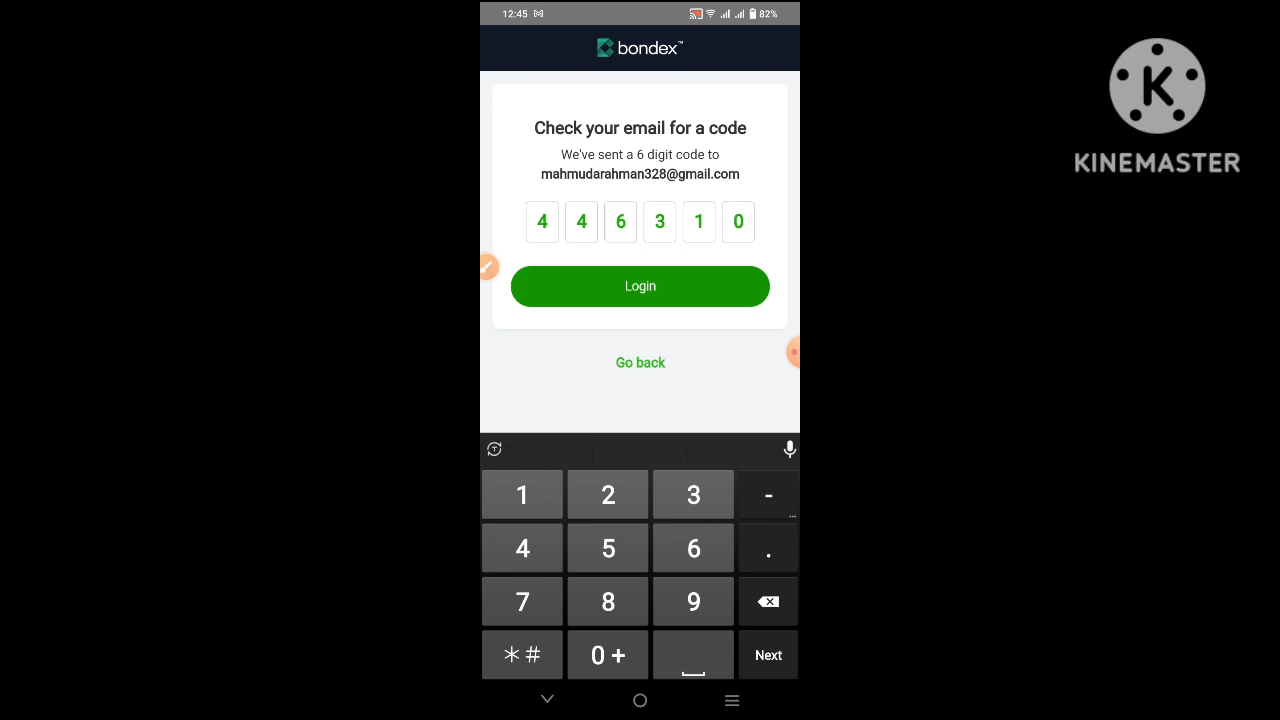 12:45 82%
bondex™
Check your email for a code
We've sent a 6 digit code to
mahmudarahman328@gmail.com
4 4 6 3 1 0
Login
Go back
1 2 3 -
4 5 6 .
7 8 9
*# 0 + Next
K
KINEMASTER